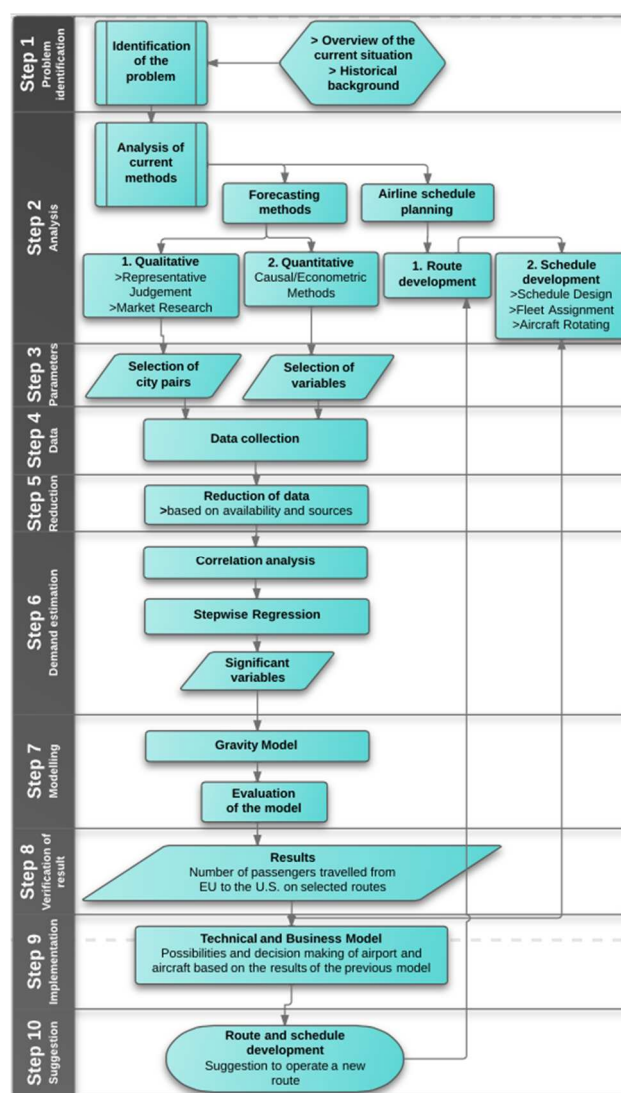 Step 1
Problem
identification
Identification
of the
problem
> Overview of the
current situation
> Historical
background
Step 2
Analysis
Analysis of
current
methods
Forecasting
methods
Airline schedule
planning
1. Qualitative
>Representative
Judgement
>Market Research
2. Quantitative
Causal/Econometric
Methods
1. Route
development
2. Schedule
development
>Schedule Design
>Fleet Assignment
>Aircraft Rotating
Step 3
Parameters
Selection of
city pairs
Selection of
variables
Step 4
Data
Data collection
Step 5
Reduction
Reduction of data
>based on availability and sources
Step 6
Demand estimation
Correlation analysis
Stepwise Regression
Significant
variables
Step 7
Modelling
Gravity Model
Evaluation
of the model
Step 8
Verification of
result
Results
Number of passengers travelled from
EU to the U.S. on selected routes
Step 9
Implementation
Technical and Business Model
Possibilities and decision making of airport and
aircraft based on the results of the previous model
Step 10
Suggestion
Route and schedule
development
Suggestion to operate a new
route